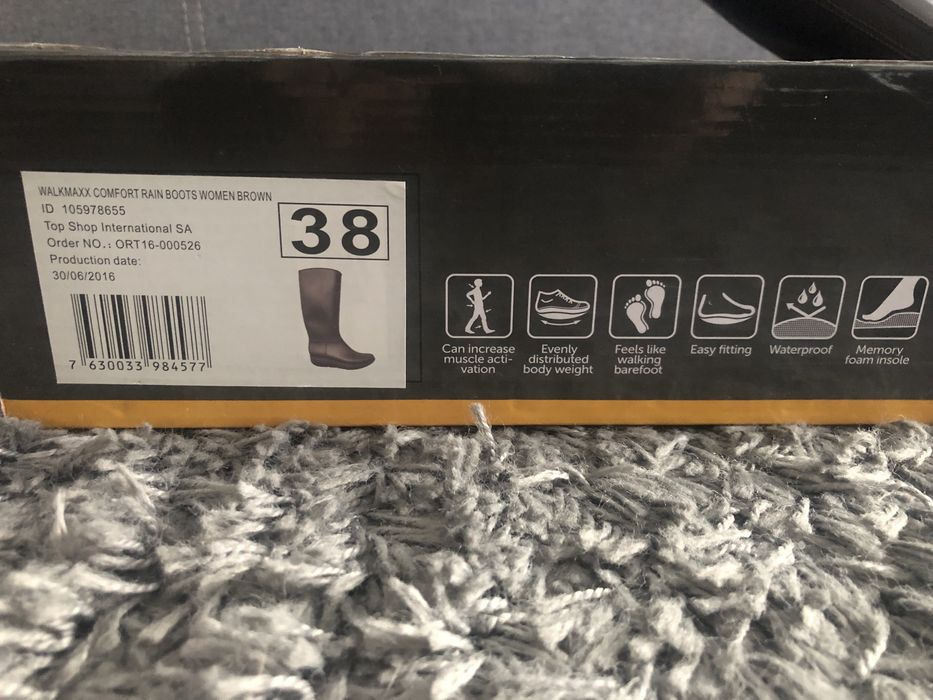 WALKMAXX COMFORT RAIN BOOTS WOMEN BROWN
ID 105978655
Top Shop International SA
Order NO.: ORT16-000526
Production date:
30/06/2016
38
7 630033 984577
Can increase
muscle acti-
vation
Evenly
distributed
body weight
Feels like
walking
barefoot
Easy fitting
Waterproof
Memory
foam insole